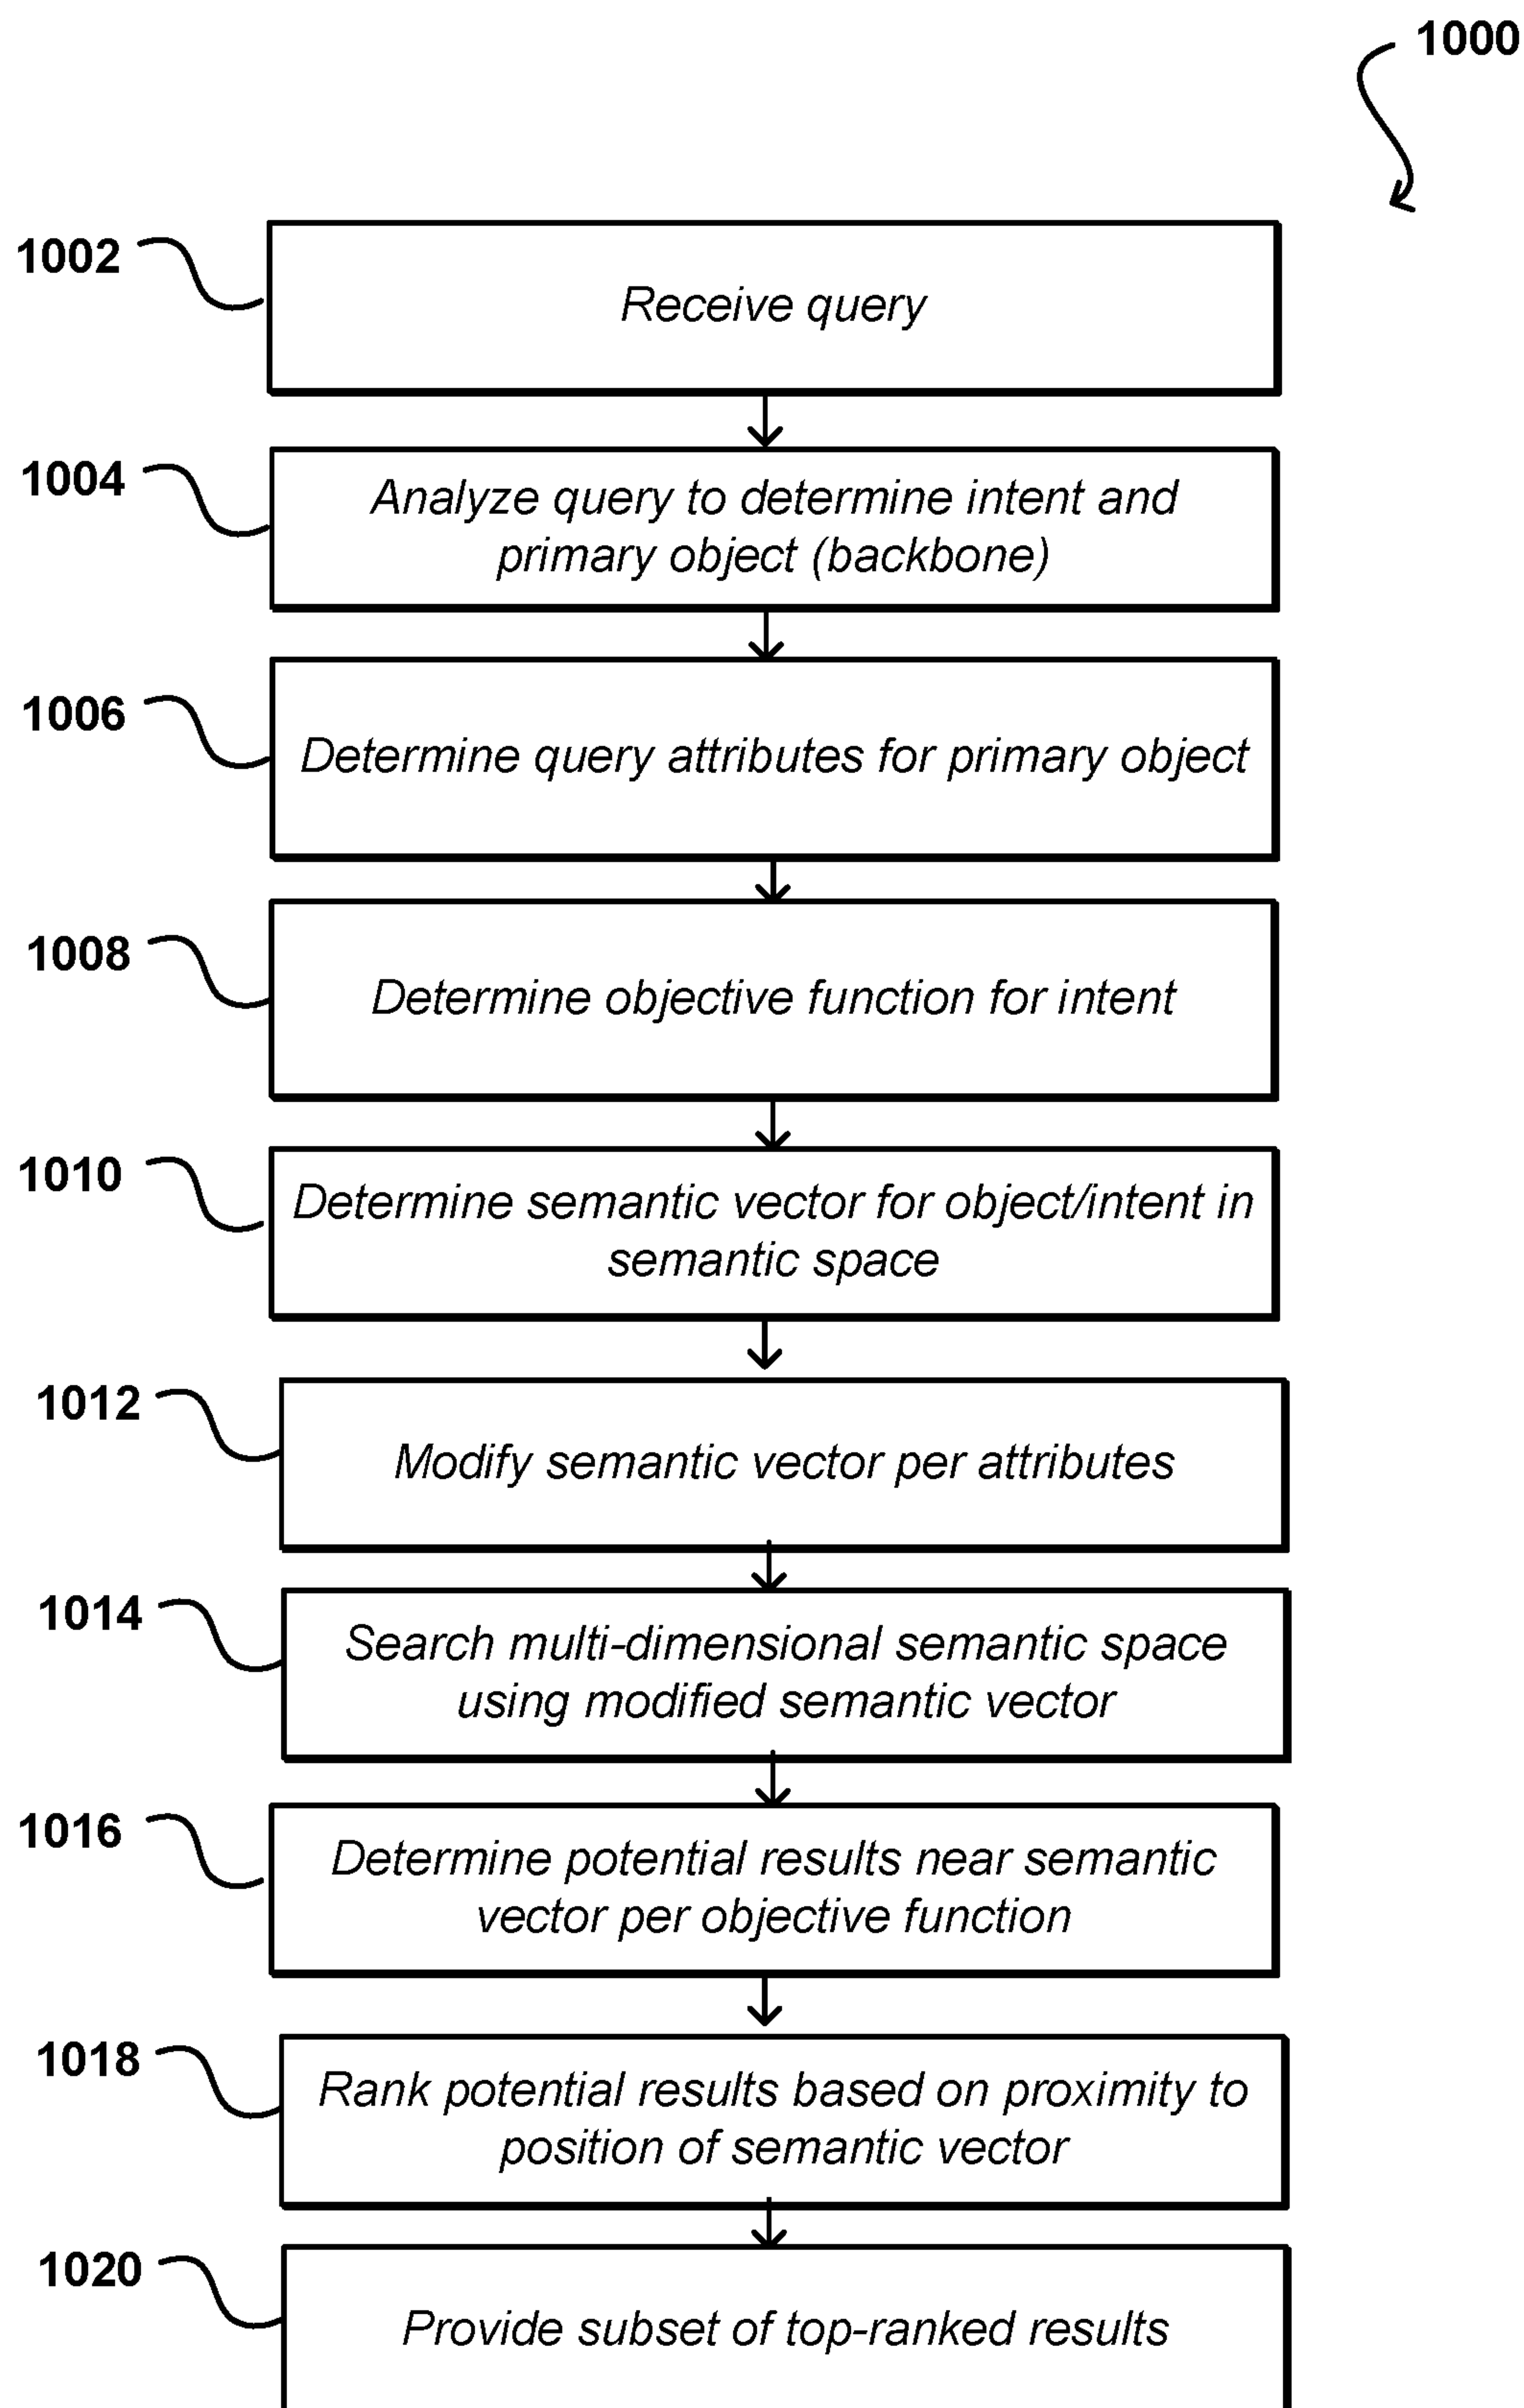 1000
1002
Receive query
1004
Analyze query to determine intent and
primary object (backbone)
1006
Determine query attributes for primary object
1008
Determine objective function for intent
1010
Determine semantic vector for object/intent in
semantic space
1012
Modify semantic vector per attributes
1014
Search multi-dimensional semantic space
using modified semantic vector
1016
Determine potential results near semantic
vector per objective function
1018
Rank potential results based on proximity to
position of semantic vector
1020
Provide subset of top-ranked results